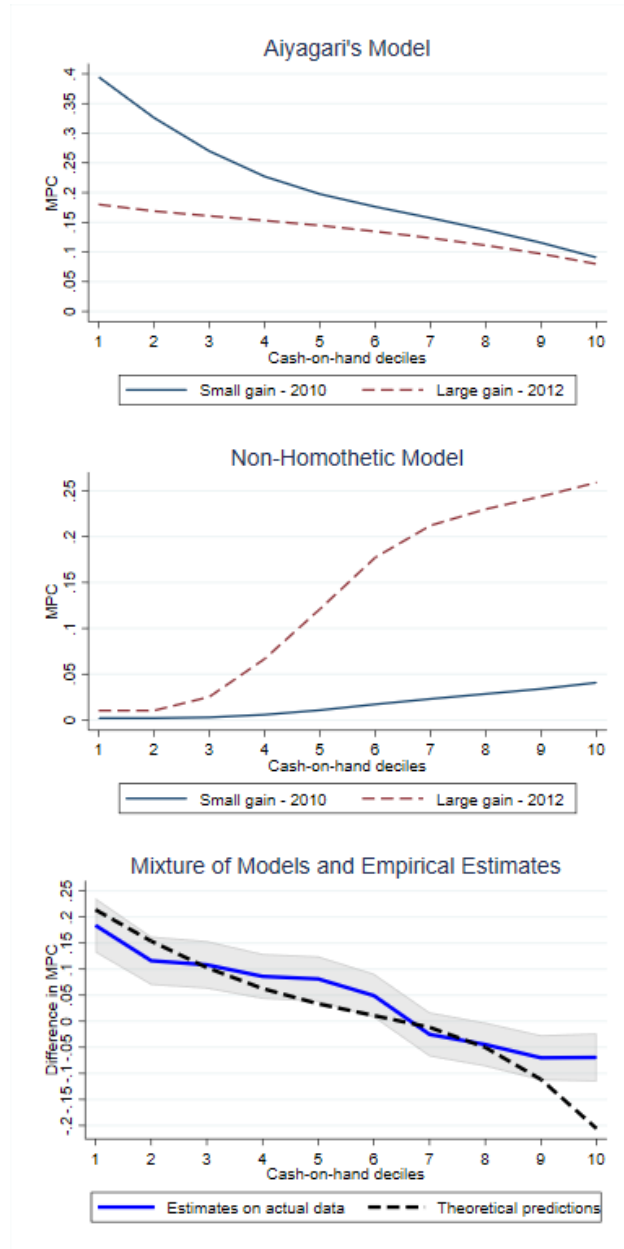 Aiyagari's Model
.4
.35
.3
.25
.2
.15
.1
.05
0
MPC
1 2 3 4 5 6 7 8 9 10
Cash-on-hand deciles
Small gain - 2010 Large gain - 2012
Non-Homothetic Model
.25
.2
.15
.1
.05
0
MPC
1 2 3 4 5 6 7 8 9 10
Cash-on-hand deciles
Small gain - 2010 Large gain - 2012
Mixture of Models and Empirical Estimates
.25
.2
.15
.1
.05
0
-.05
-.1
-.15
-.2
Difference in MPC
1 2 3 4 5 6 7 8 9 10
Cash-on-hand deciles
Estimates on actual data Theoretical predictions